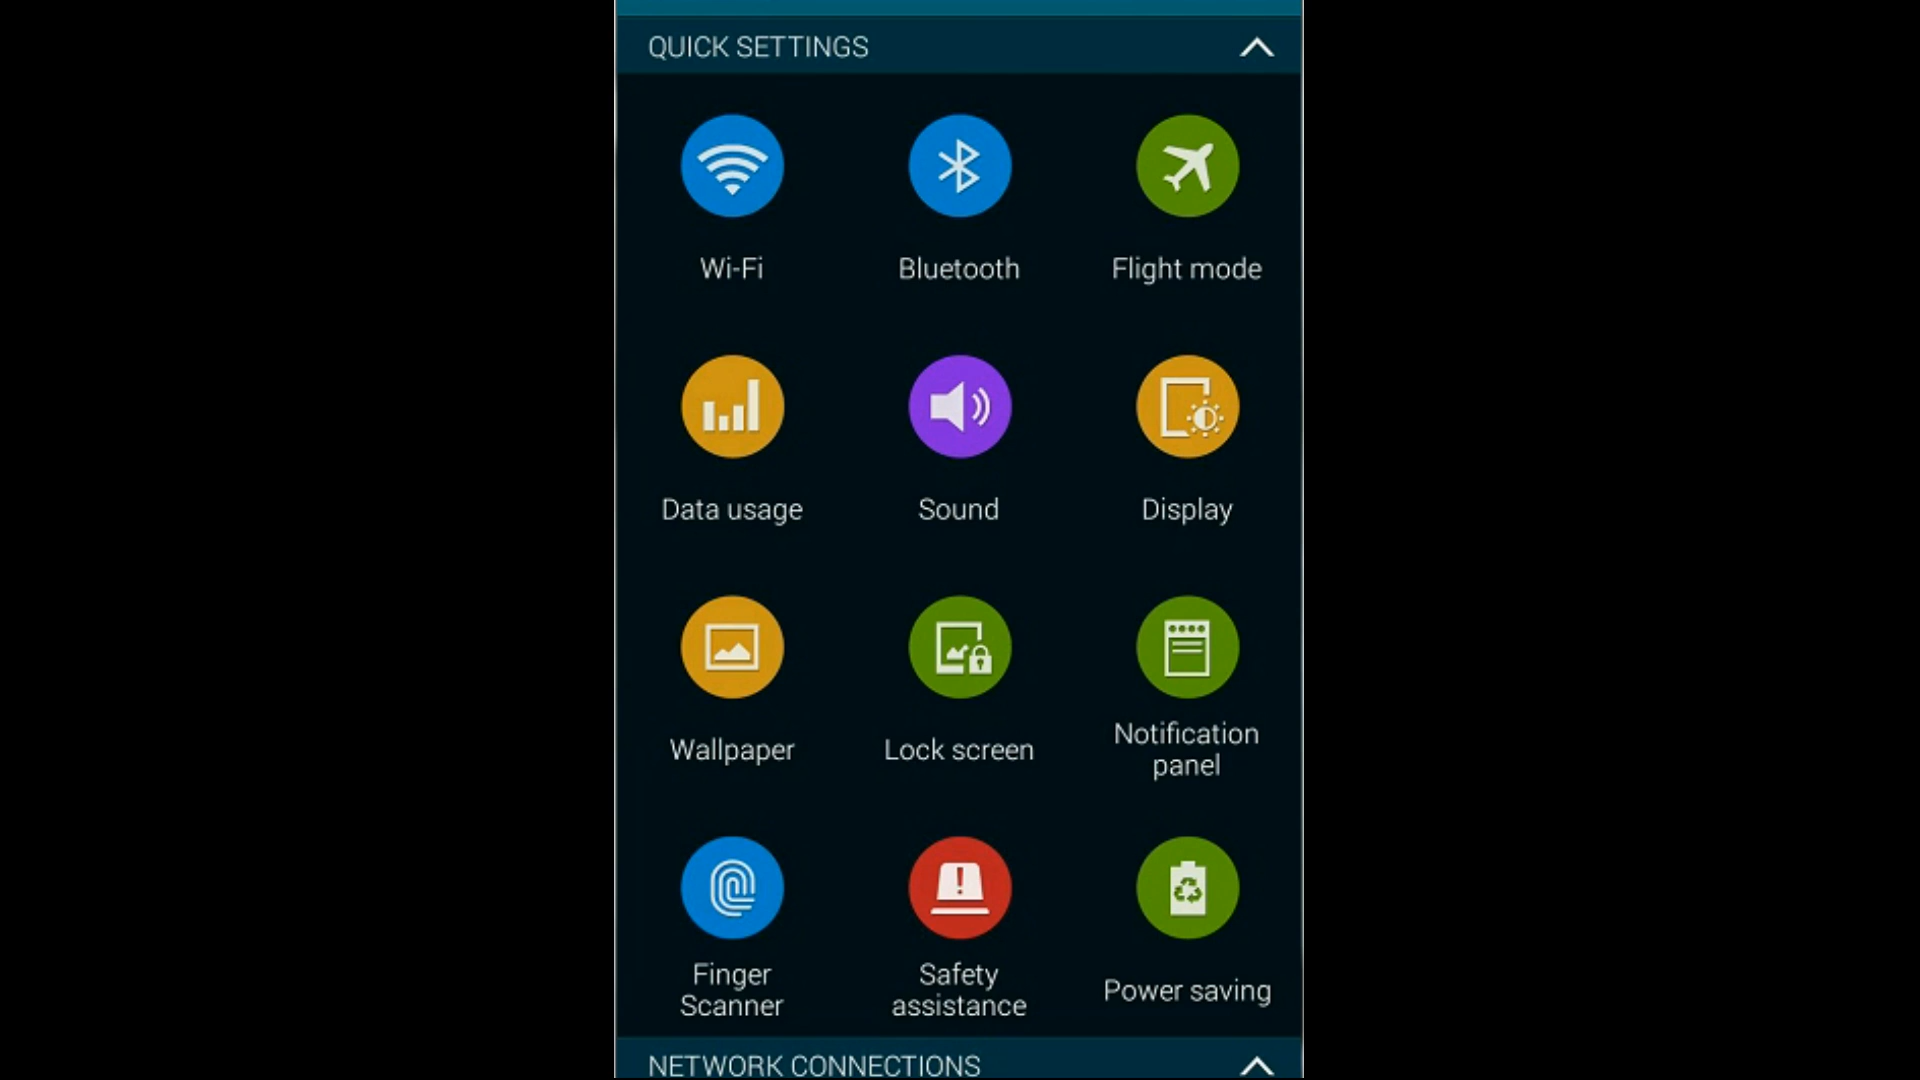 QUICK SETTINGS
Wi-Fi
Bluetooth
Flight mode
Data usage
Sound
Display
Wallpaper
Lock screen
Notification
panel
Finger
Scanner
Safety
assistance
Power saving
NETWORK CONNECTIONS